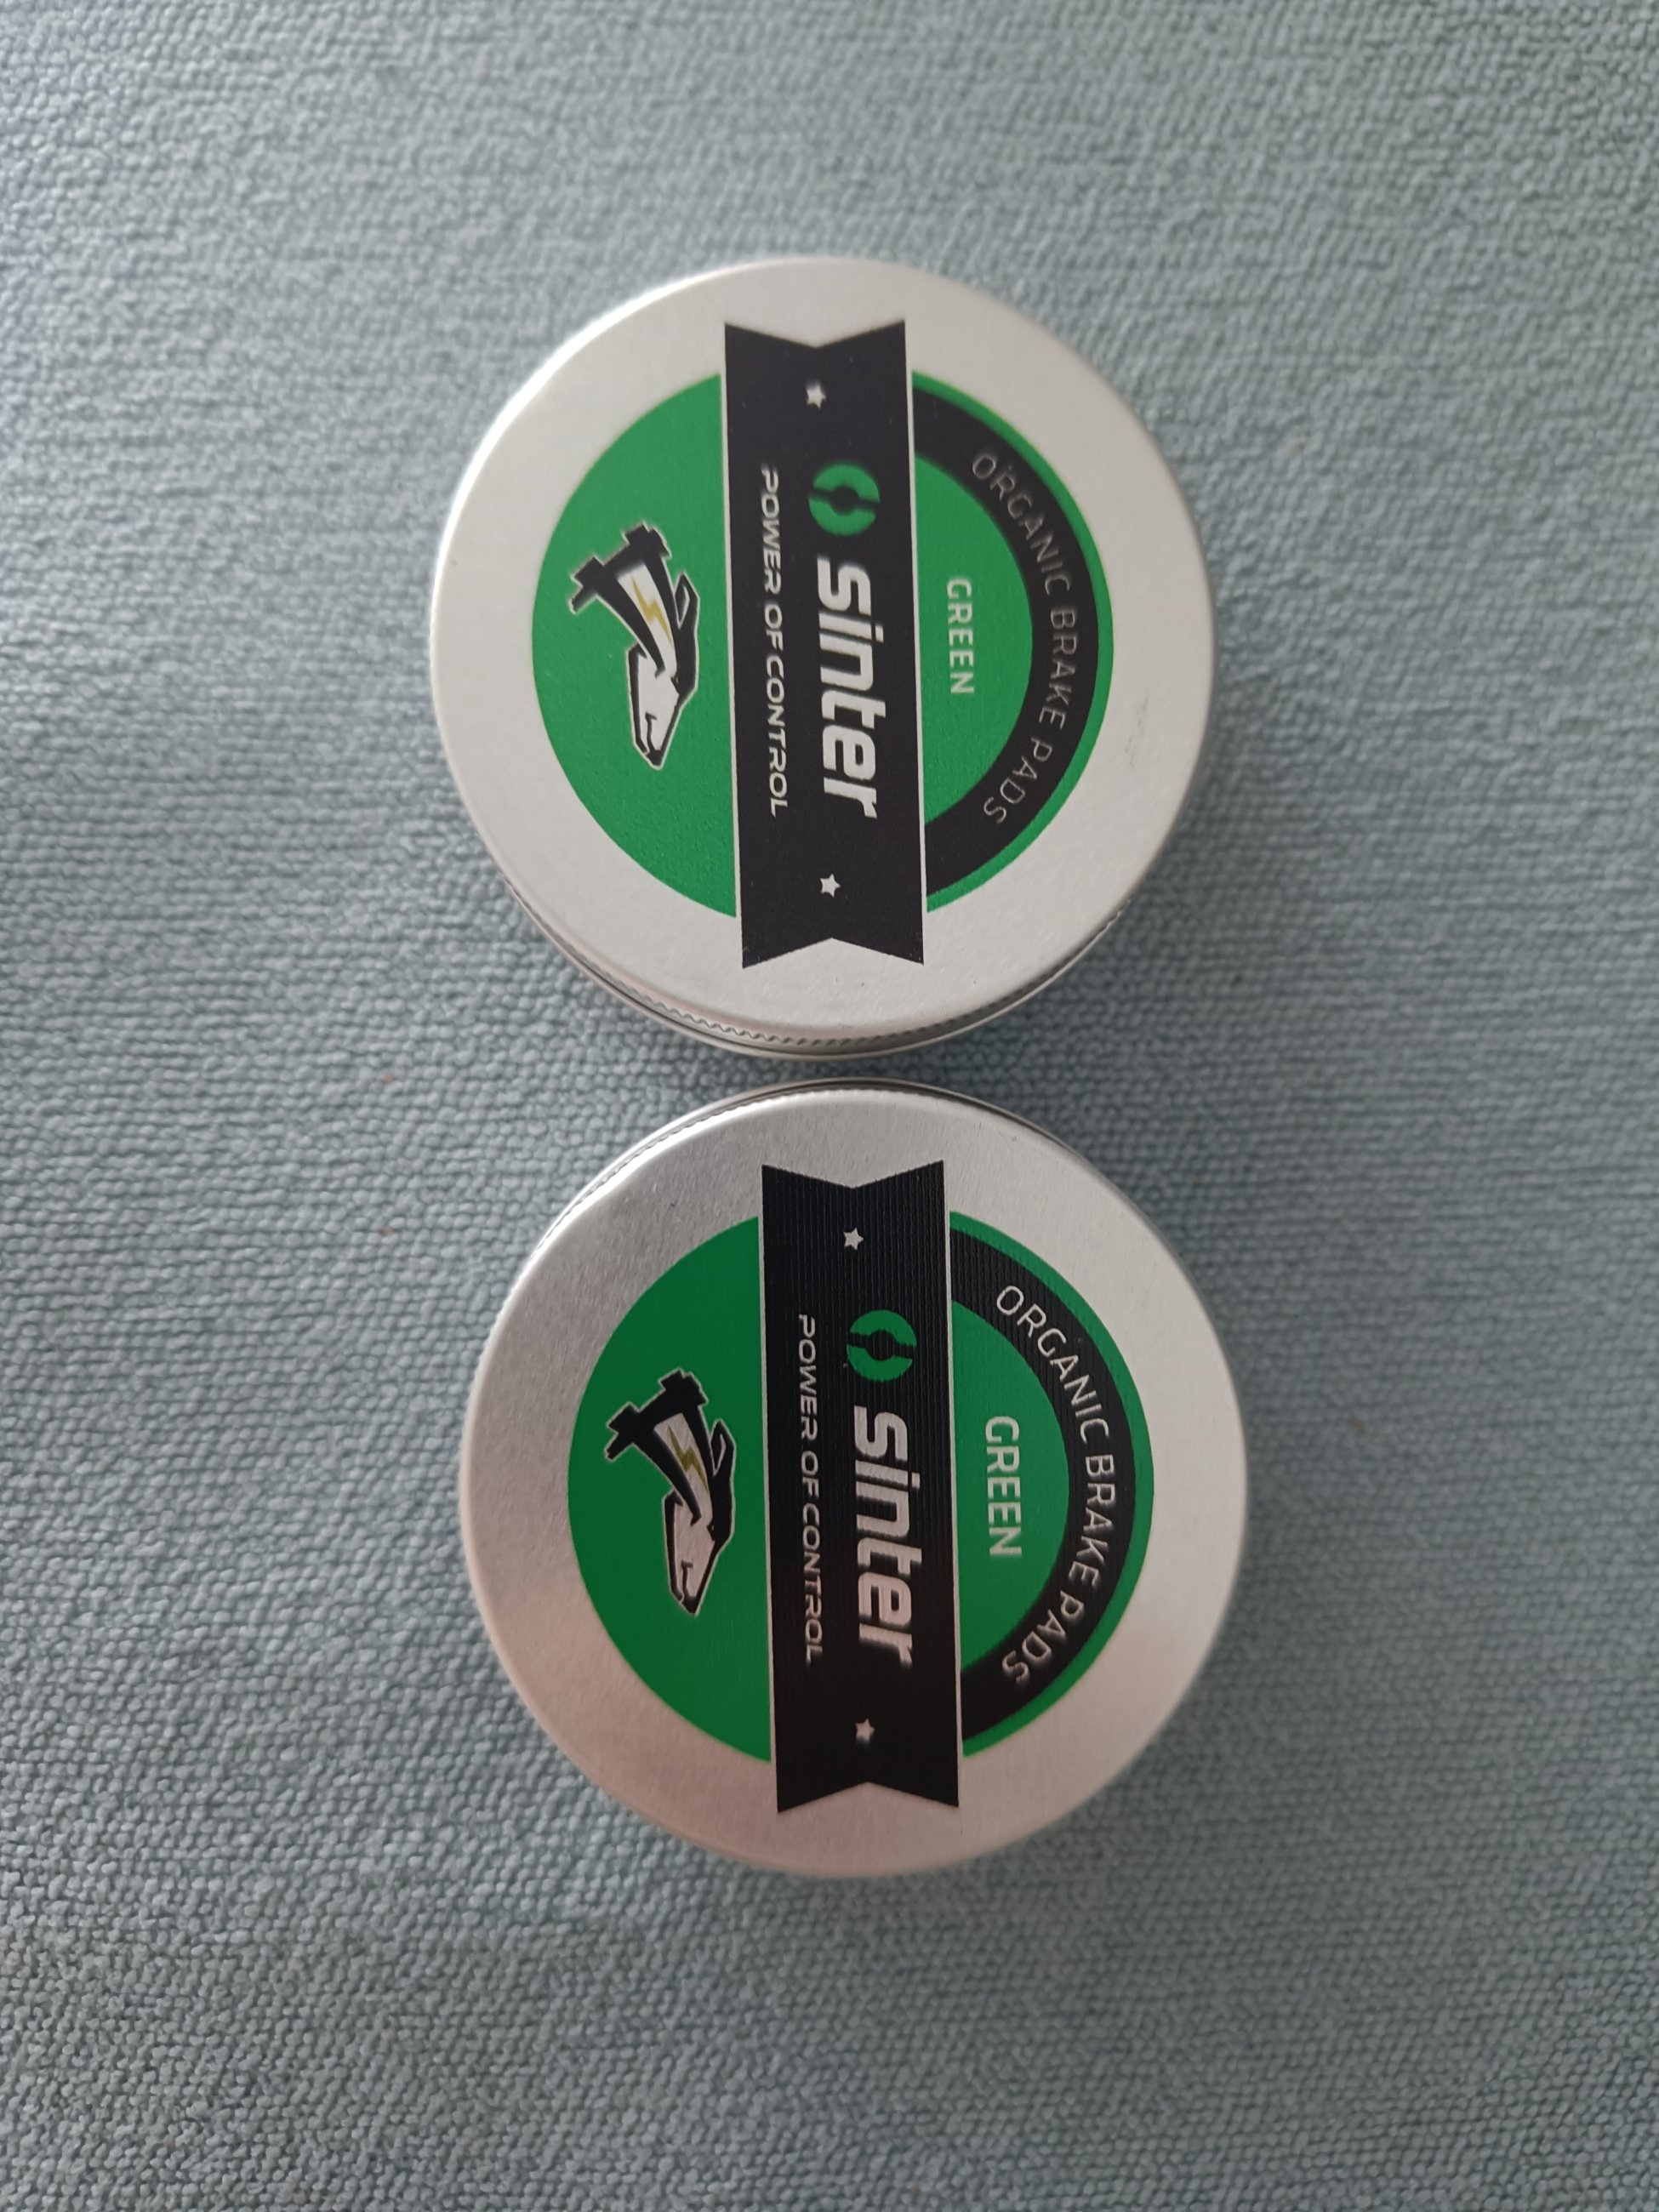 ORGANIC BRAKE PADS
GREEN
sinter
POWER OF CONTROL
ORGANIC BRAKE PADS
GREEN
sinter
POWER OF CONTROL